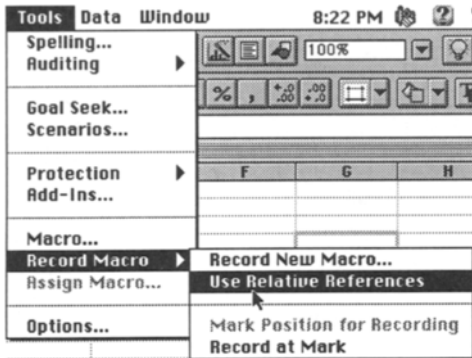 Tools Data Window 8:22 PM
Spelling...
Auditing
100%
% ,
Goal Seek...
Scenarios...
Protection
Add-Ins...
F G H
Macro...
Record Macro
Record New Macro...
Assign Macro...
Use Relative References
Options...
Mark Position for Recording
Record at Mark